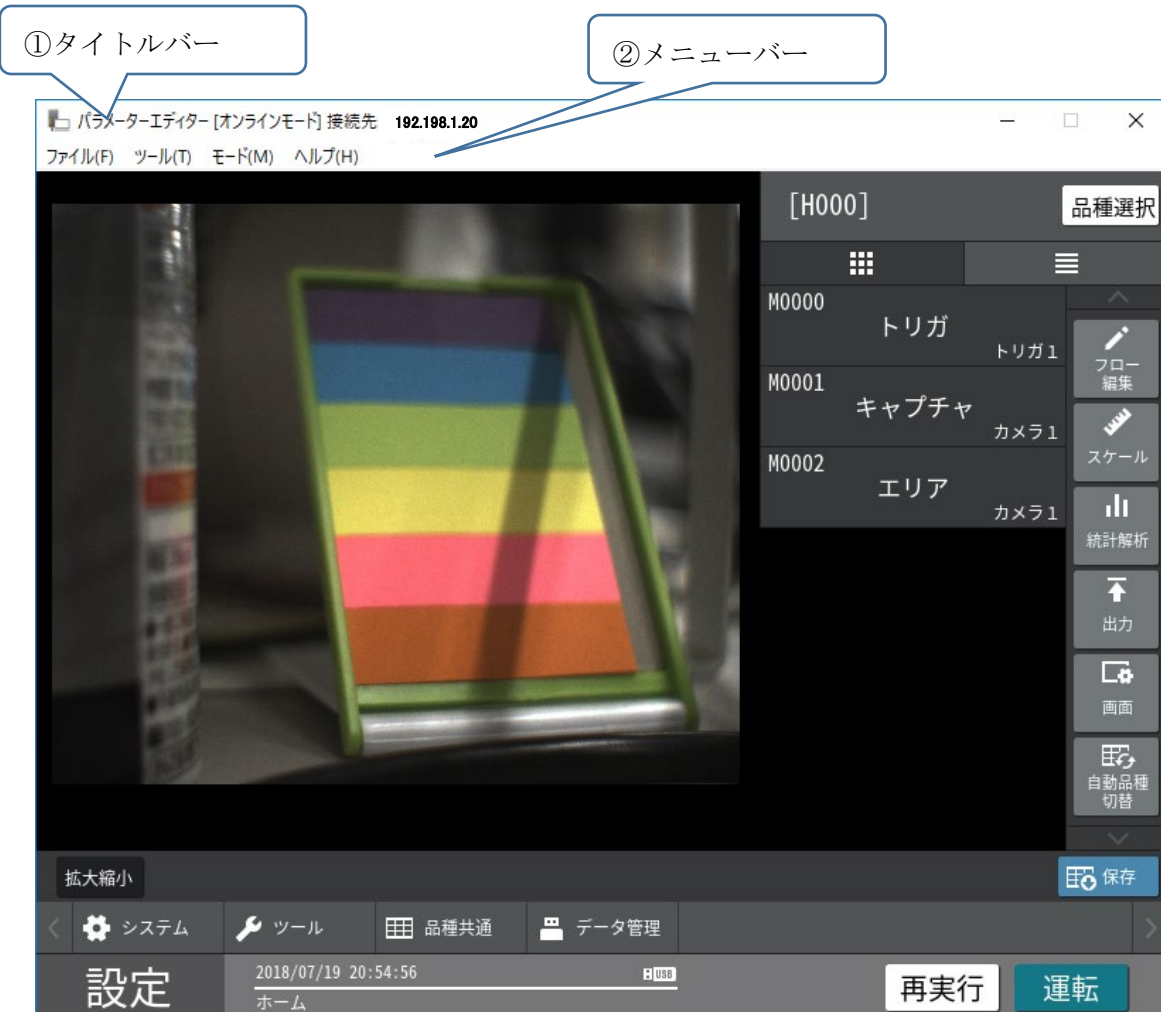 ①タイトルバー
②メニューバー
パラメーターエディター [オンラインモード] 接続先 192.198.1.20
ファイル(F) ツール(T) モード(M) ヘルプ(H)
[H000]
品種選択
M0000
トリガ
トリガ1
M0001
キャプチャ
カメラ1
M0002
エリア
カメラ1
フロー
編集
スケール
統計解析
出力
画面
自動品種
切替
拡大縮小
保存
システム ツール 品種共通 データ管理
設定
2018/07/19 20:54:56 USB
ホーム
再実行 運転